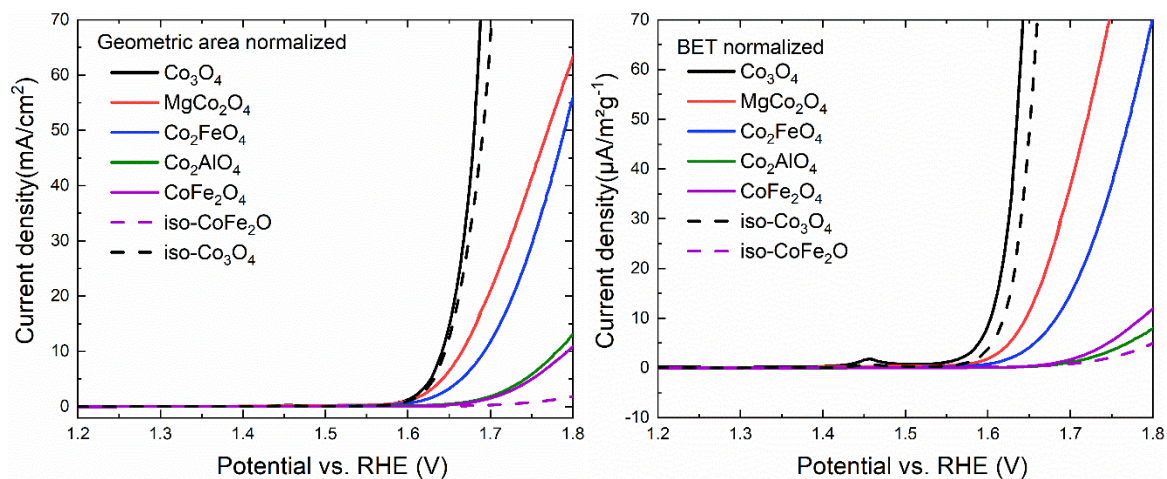 Geometric area normalized
Co₃O₄
MgCo₂O₄
Co₂FeO₄
Co₂AlO₄
CoFe₂O₄
iso-CoFe₂O
iso-Co₃O₄
Current density(mA/cm²)
70
60
50
40
30
20
10
0
1.2 1.3 1.4 1.5 1.6 1.7 1.8
Potential vs. RHE (V)
BET normalized
Co₃O₄
MgCo₂O₄
Co₂FeO₄
Co₂AlO₄
CoFe₂O₄
iso-Co₃O₄
iso-CoFe₂O
Current density(μA/m²g⁻¹)
70
60
50
40
30
20
10
0
-10
1.2 1.3 1.4 1.5 1.6 1.7 1.8
Potential vs. RHE (V)